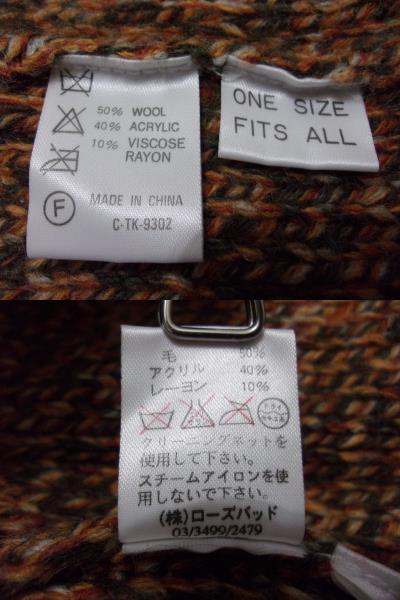 50% WOOL
40% ACRYLIC
10% VISCOSE
RAYON
F
MADE IN CHINA
C-TK-9302
ONE SIZE
FITS ALL
毛 50%
アクリル 40%
レーヨン 10%
ドライ
クリーニングネットを
使用して下さい。
スチームアイロンを使
用しないで下さい。
(株)ローズバッド
03/3499/2479